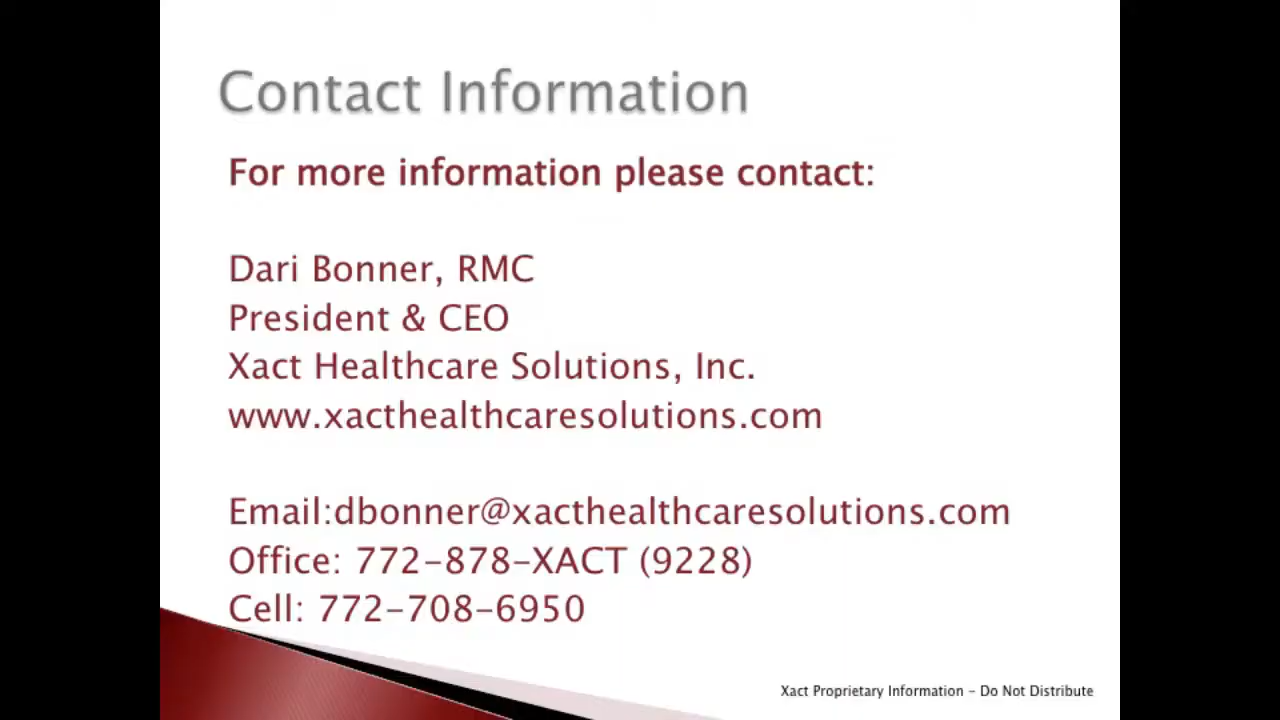 Contact Information
For more information please contact:
Dari Bonner, RMC
President & CEO
Xact Healthcare Solutions, Inc.
www.xacthealthcaresolutions.com
Email:dbonner@xacthealthcaresolutions.com
Office: 772-878-XACT (9228)
Cell: 772-708-6950
Xact Proprietary Information - Do Not Distribute